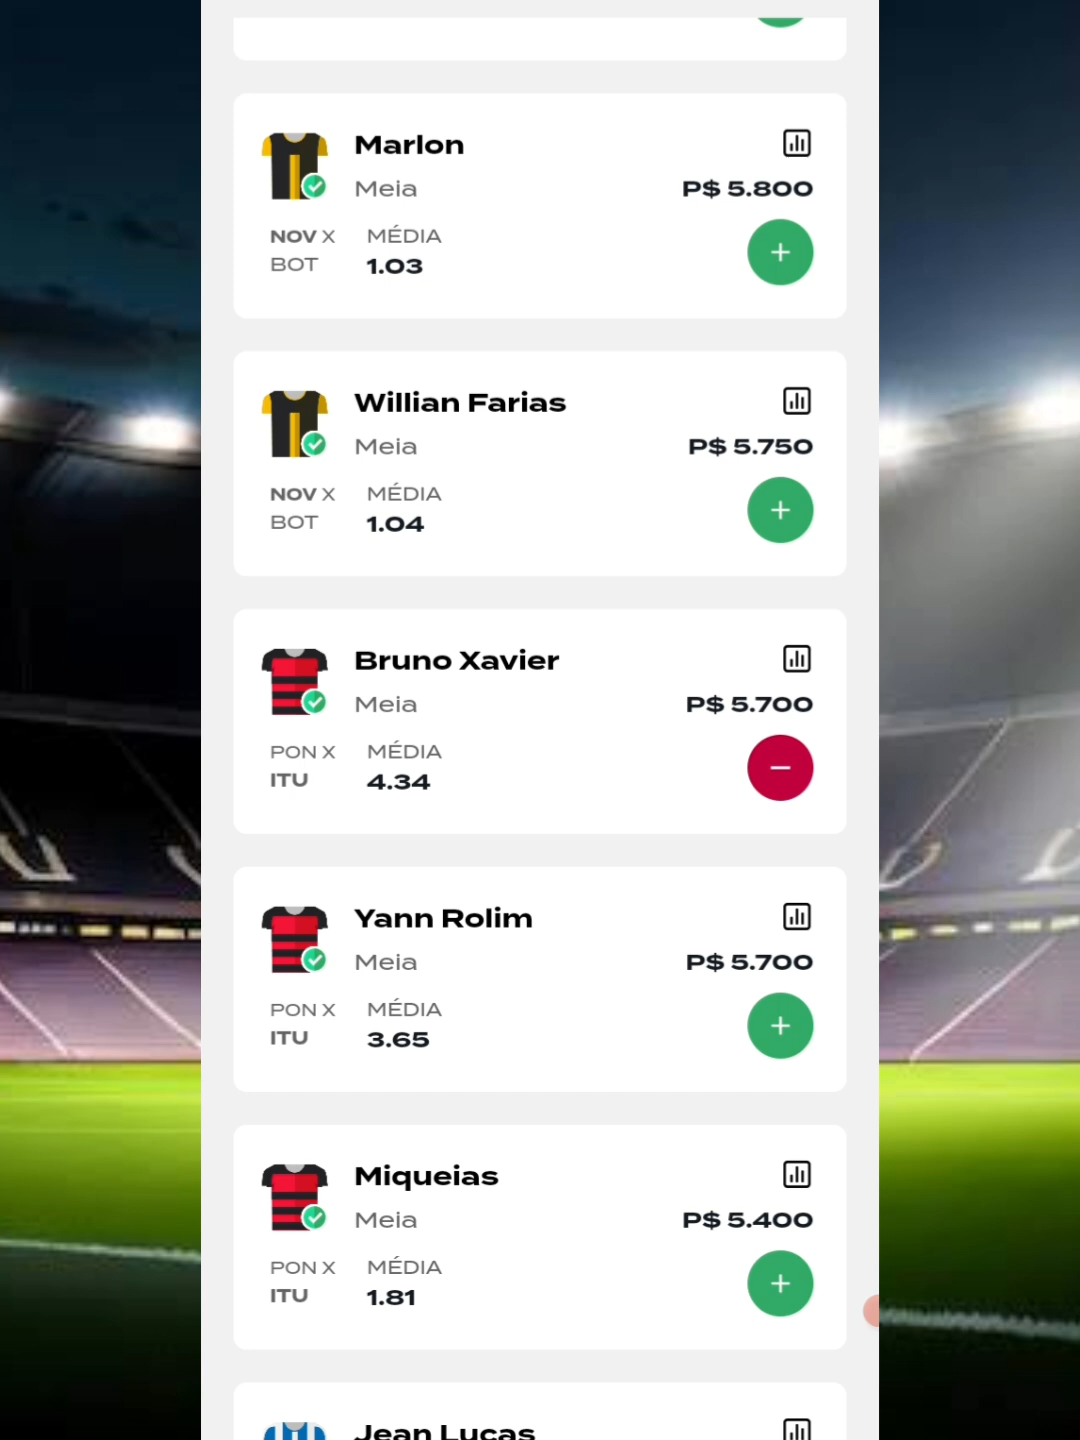 Marlon
Meia
P$ 5.800
NOV X
MÉDIA
BOT
1.03
Willian Farias
Meia
P$ 5.750
NOV X
MÉDIA
BOT
1.04
Bruno Xavier
Meia
P$ 5.700
PON X
MÉDIA
ITU
4.34
Yann Rolim
Meia
P$ 5.700
PON X
MÉDIA
ITU
3.65
Miqueias
Meia
P$ 5.400
PON X
MÉDIA
ITU
1.81
Jean Lucas